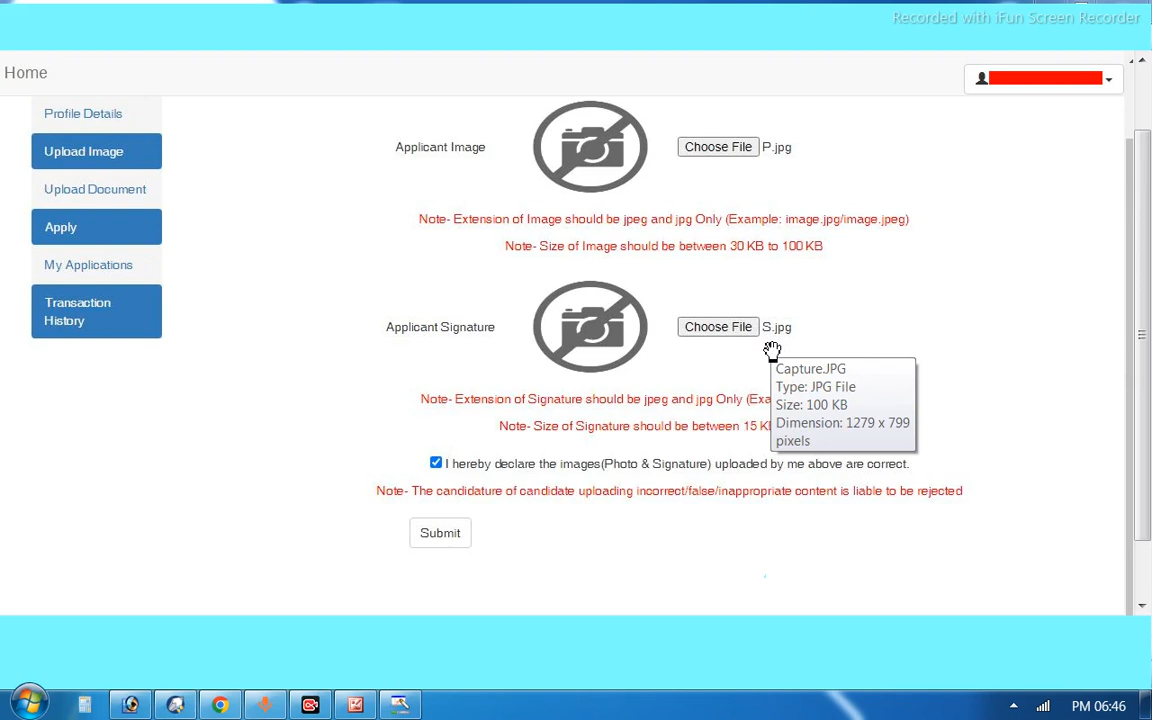 Recorded with iFun Screen Recorder
Home
Profile Details
Upload Image
Upload Document
Apply
My Applications
Transaction
History
Applicant Image
Choose File P.jpg
Note- Extension of Image should be jpeg and jpg Only (Example: image.jpg/image.jpeg)
Note- Size of Image should be between 30 KB to 100 KB
Applicant Signature
Choose File S.jpg
Capture.JPG
Type: JPG File
Size: 100 KB
Dimension: 1279 x 799
pixels
Note- Extension of Signature should be jpeg and jpg Only
Note- Size of Signature should be between 15
I hereby declare the images(Photo & Signature) uploaded by me above are correct.
Note- The candidature of candidate uploading incorrect/false/inappropriate content is liable to be rejected
Submit
PM 06:46